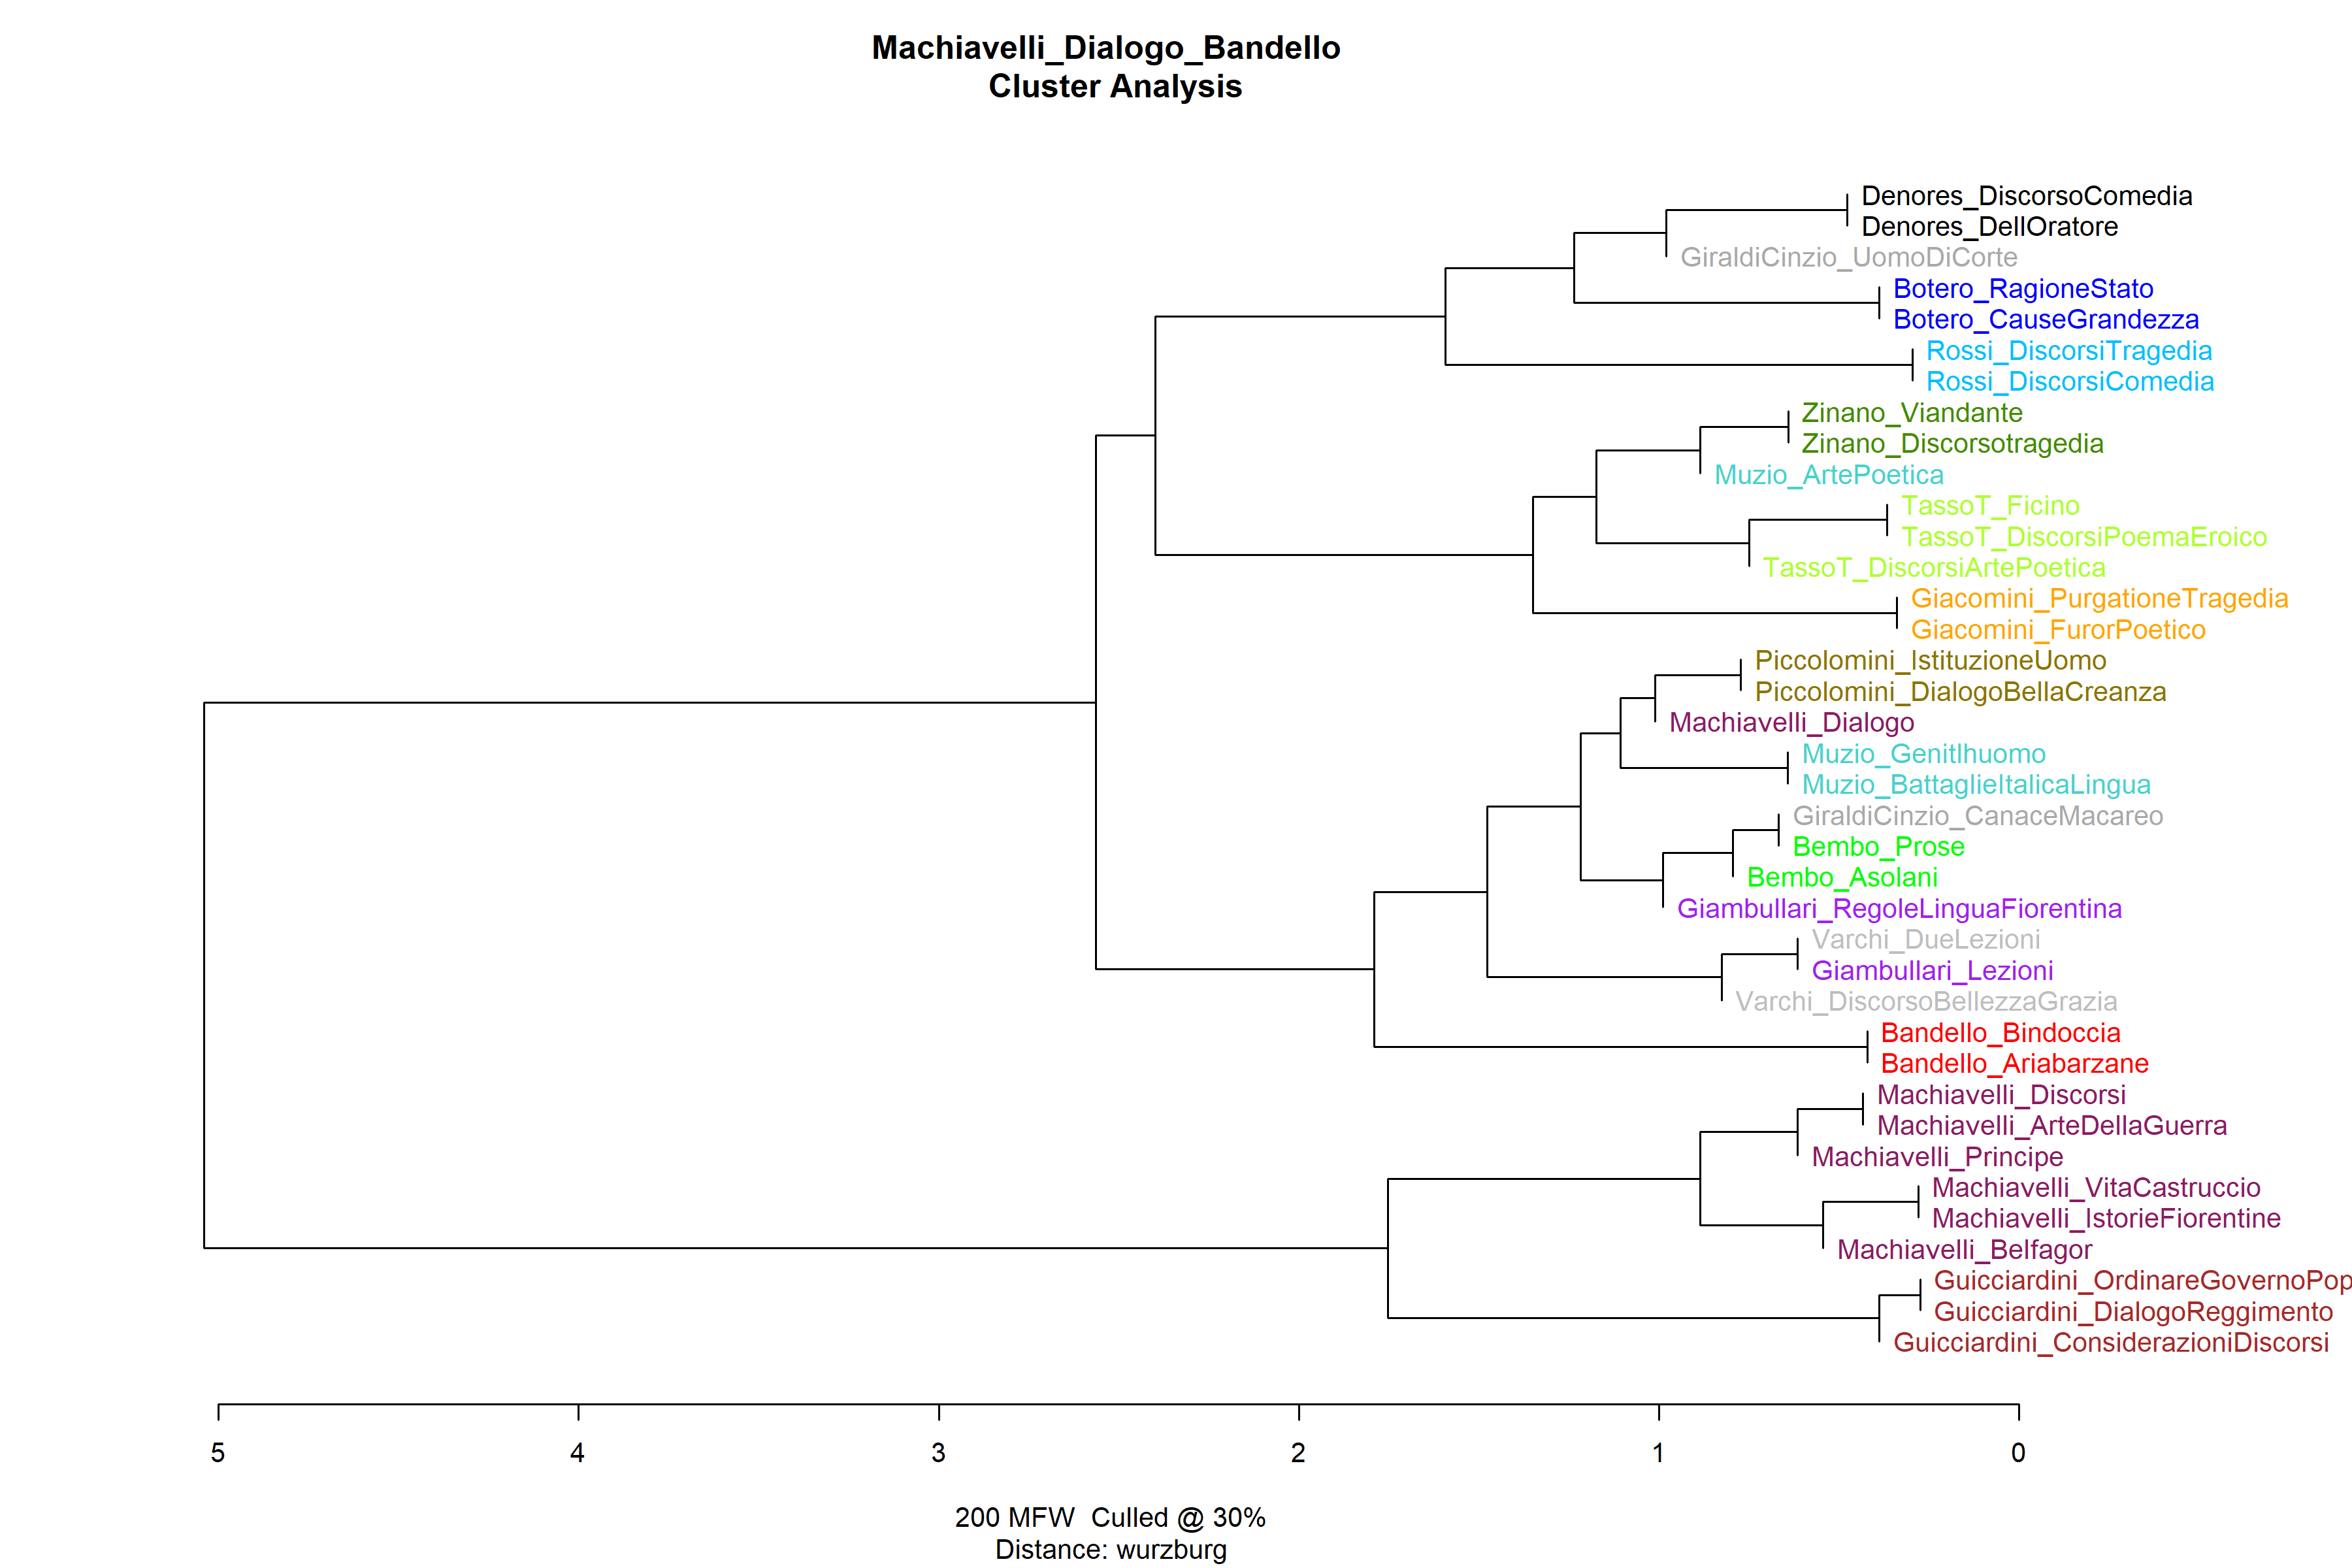 Machiavelli_Dialogo_Bandello
Cluster Analysis
Denores_DiscorsoComedia
Denores_DellOratore
GiraldiCinzio_UomoDiCorte
Botero_RagioneStato
Botero_CauseGrandezza
Rossi_DiscorsiTragedia
Rossi_DiscorsiComedia
Zinano_Viandante
Zinano_Discorsotragedia
Muzio_ArtePoetica
TassoT_Ficino
TassoT_DiscorsiPoemaEroico
TassoT_DiscorsiArtePoetica
Giacomini_PurgationeTragedia
Giacomini_FurorPoetico
Piccolomini_IstituzioneUomo
Piccolomini_DialogoBellaCreanza
Machiavelli_Dialogo
Muzio_Genitlhuomo
Muzio_BattaglieItalicaLingua
GiraldiCinzio_CanaceMacareo
Bembo_Prose
Bembo_Asolani
Giambullari_RegoleLinguaFiorentina
Varchi_DueLezioni
Giambullari_Lezioni
Varchi_DiscorsoBellezzaGrazia
Bandello_Bindoccia
Bandello_Ariabarzane
Machiavelli_Discorsi
Machiavelli_ArteDellaGuerra
Machiavelli_Principe
Machiavelli_VitaCastruccio
Machiavelli_IstorieFiorentine
Machiavelli_Belfagor
Guicciardini_OrdinareGovernoPop
Guicciardini_DialogoReggimento
Guicciardini_ConsiderazioniDiscorsi
5 4 3 2 1 0
200 MFW Culled @ 30%
Distance: wurzburg